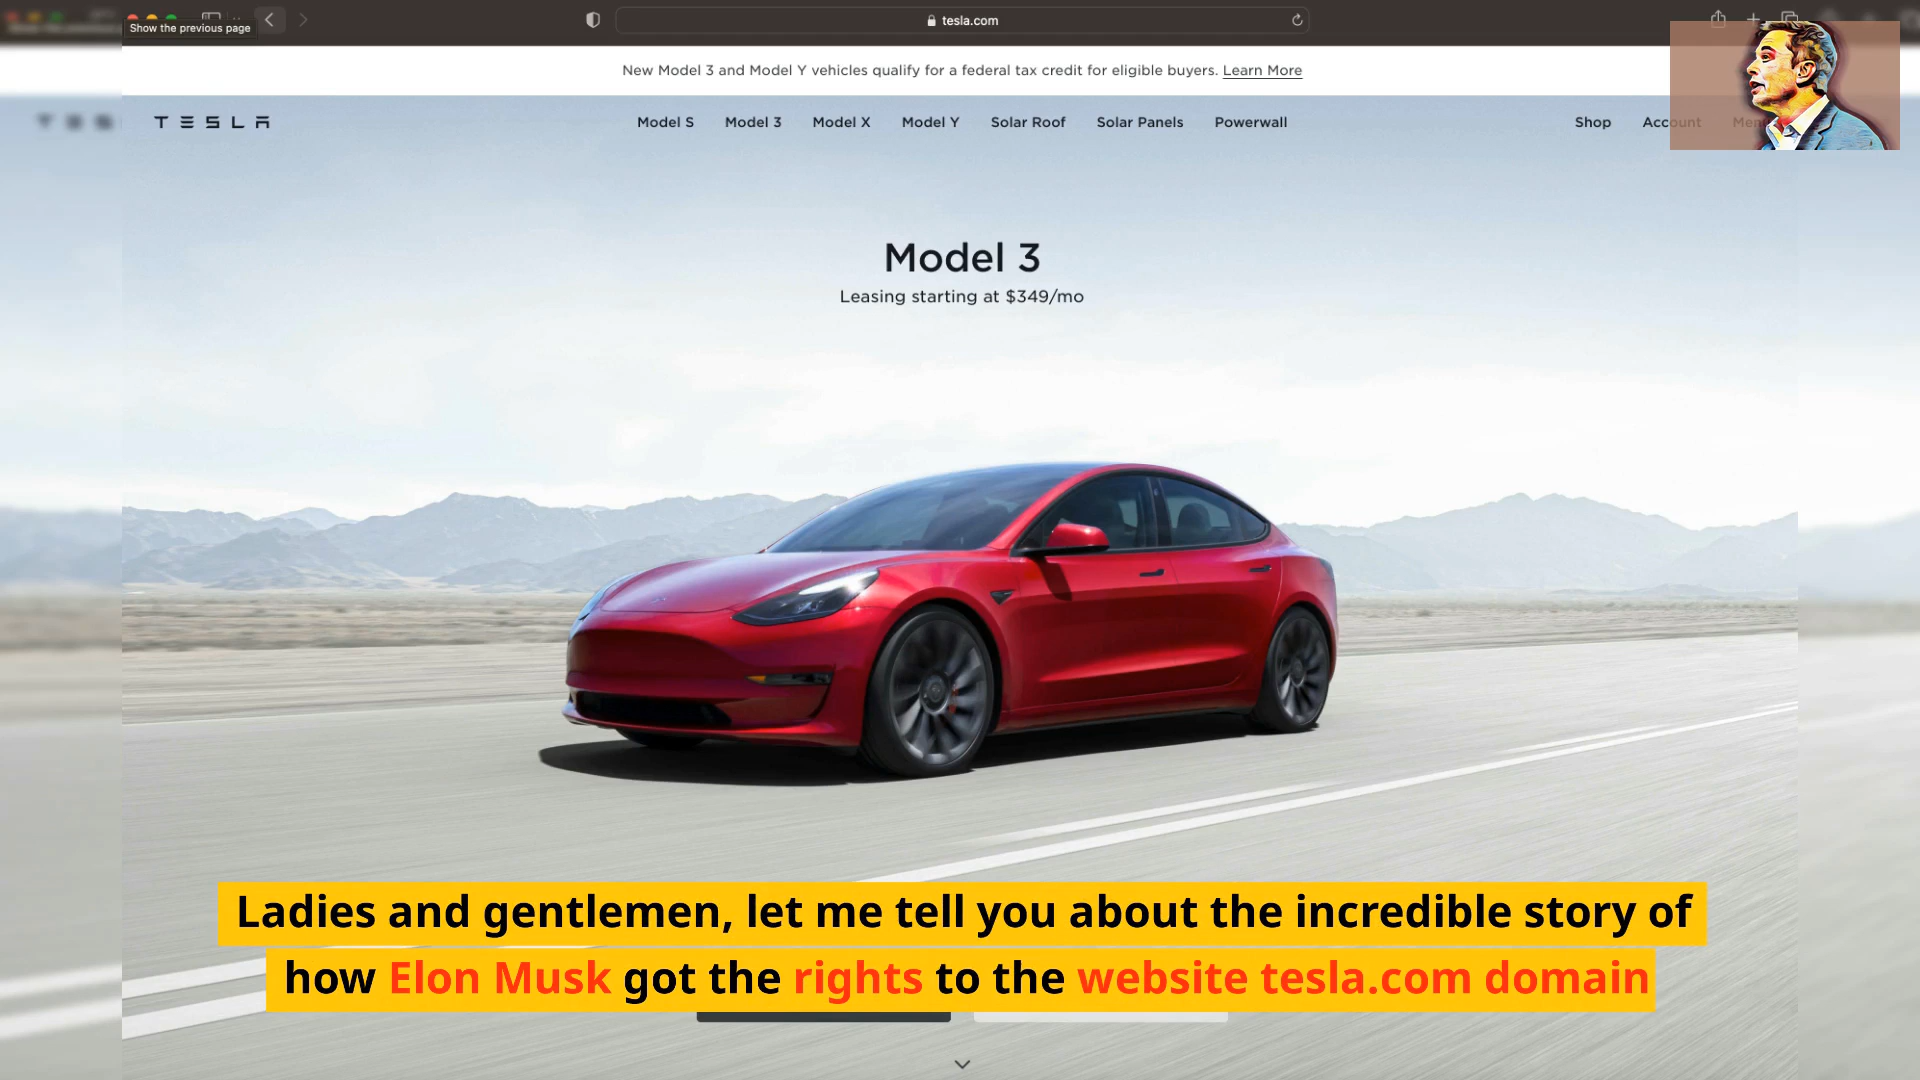 Show the previous page
tesla.com
New Model 3 and Model Y vehicles qualify for a federal tax credit for eligible buyers. Learn More
TESLA
Model S Model 3 Model X Model Y Solar Roof Solar Panels Powerwall
Shop Account Men
Model 3
Leasing starting at $349/mo
Ladies and gentlemen, let me tell you about the incredible story of
how Elon Musk got the rights to the website tesla.com domain